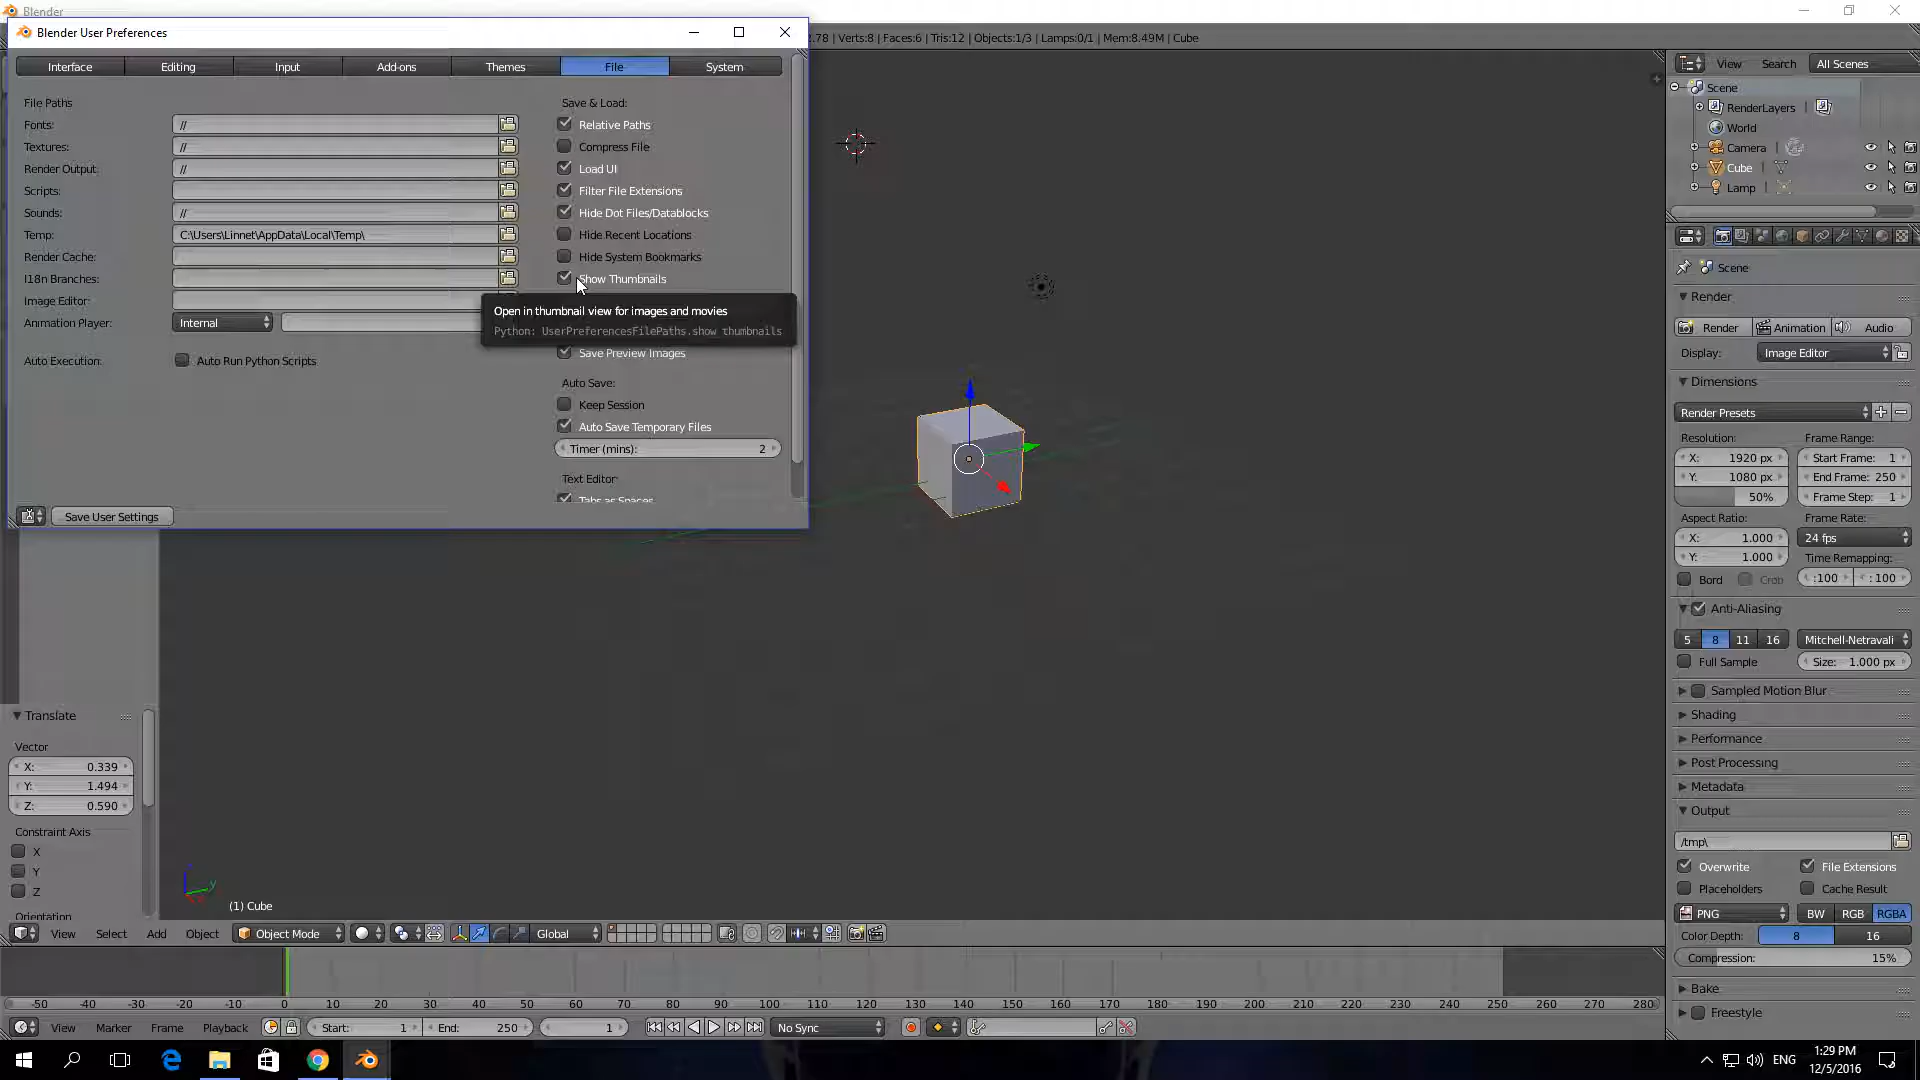 Blender
Blender User Preferences
.78 | Verts:8 | Faces:6 | Tris:12 | Objects:1/3 | Lamps:0/1 | Mem:8.49M | Cube
Interface Editing Input Add-ons Themes File System
File Paths
Fonts: //
Textures: //
Render Output: //
Scripts:
Sounds: //
Temp: C:\Users\Linnet\AppData\Local\Temp\
Render Cache:
I18n Branches:
Image Editor:
Animation Player: Internal
Auto Execution: Auto Run Python Scripts
Save & Load:
Relative Paths
Compress File
Load UI
Filter File Extensions
Hide Dot Files/Datablocks
Hide Recent Locations
Hide System Bookmarks
Show Thumbnails
Open in thumbnail view for images and movies
Python: UserPreferencesFilePaths.show thumbnails
Save Preview Images
Auto Save:
Keep Session
Auto Save Temporary Files
Timer (mins): 2
Text Editor:
Tabs as Spaces
Save User Settings
View Search All Scenes
Scene
RenderLayers
World
Camera
Cube
Lamp
Scene
Render
Render Animation Audio
Display: Image Editor
Dimensions
Render Presets
Resolution: Frame Range:
X: 1920 px Start Frame: 1
Y: 1080 px End Frame: 250
50% Frame Step: 1
Aspect Ratio: Frame Rate:
X: 1.000 24 fps
Y: 1.000 Time Remapping:
Bord Crop :100 :100
Anti-Aliasing
5 8 11 16 Mitchell-Netravali
Full Sample Size: 1.000 px
Sampled Motion Blur
Shading
Performance
Post Processing
Metadata
Output
/tmp\
Overwrite File Extensions
Placeholders Cache Result
PNG BW RGB RGBA
Color Depth: 8 16
Compression: 15%
Bake
Freestyle
Translate
Vector
X: 0.339
Y: 1.494
Z: 0.590
Constraint Axis
X
Y
Z
Orientation
(1) Cube
View Select Add Object Object Mode Global
-50 -40 -30 -20 -10 0 10 20 30 40 50 60 70 80 90 100 110 120 130 140 150 160 170 180 190 200 210 220 230 240 250 260 270 280
View Marker Frame Playback Start: 1 End: 250 1 No Sync
ENG
1:29 PM
12/5/2016